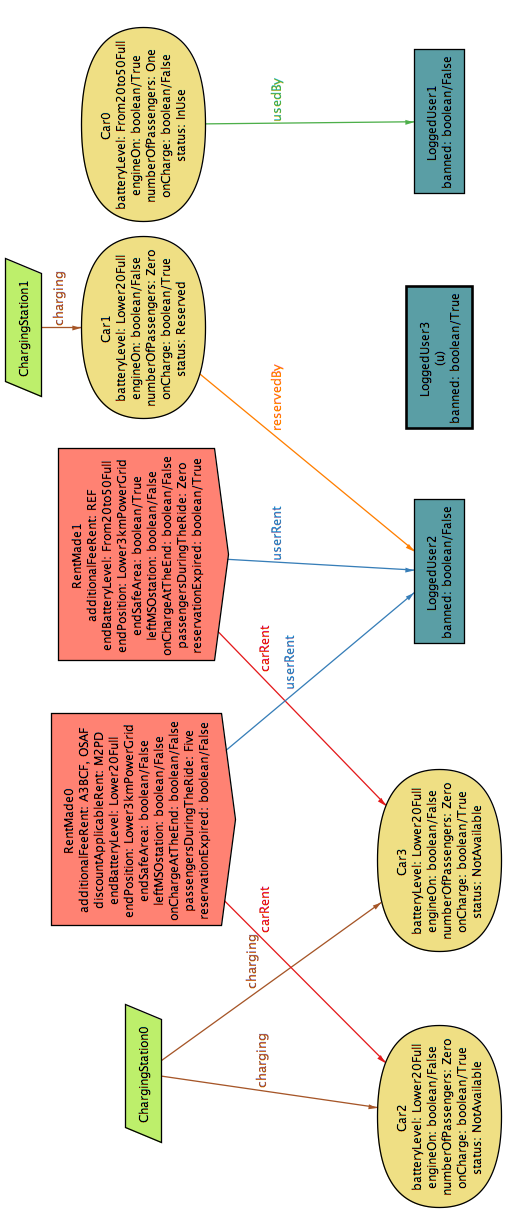 ChargingStation0
charging
charging
Car2
batteryLevel: Lower20Full
engineOn: boolean/False
numberOfPassengers: Zero
onCharge: boolean/True
status: NotAvailable
RentMade0
additionalFeeRent: A3BCF, OSAF
discountApplicableRent: M2PD
endBatteryLevel: Lower20Full
endPosition: Lower3kmPowerGrid
endSafeArea: boolean/False
leftMSOstation: boolean/False
onChargeAtTheEnd: boolean/False
passengersDuringTheRide: Five
reservationExpired: boolean/False
carRent
userRent
Car3
batteryLevel: Lower20Full
engineOn: boolean/False
numberOfPassengers: Zero
onCharge: boolean/True
status: NotAvailable
RentMade1
additionalFeeRent: REF
endBatteryLevel: From20to50Full
endPosition: Lower3kmPowerGrid
endSafeArea: boolean/True
leftMSOstation: boolean/False
onChargeAtTheEnd: boolean/False
passengersDuringTheRide: Zero
reservationExpired: boolean/True
carRent
userRent
LoggedUser2
banned: boolean/False
ChargingStation1
charging
Car1
batteryLevel: Lower20Full
engineOn: boolean/False
numberOfPassengers: Zero
onCharge: boolean/True
status: Reserved
reservedBy
LoggedUser3
(u)
banned: boolean/True
Car0
batteryLevel: From20to50Full
engineOn: boolean/True
numberOfPassengers: One
onCharge: boolean/False
status: InUse
usedBy
LoggedUser1
banned: boolean/False